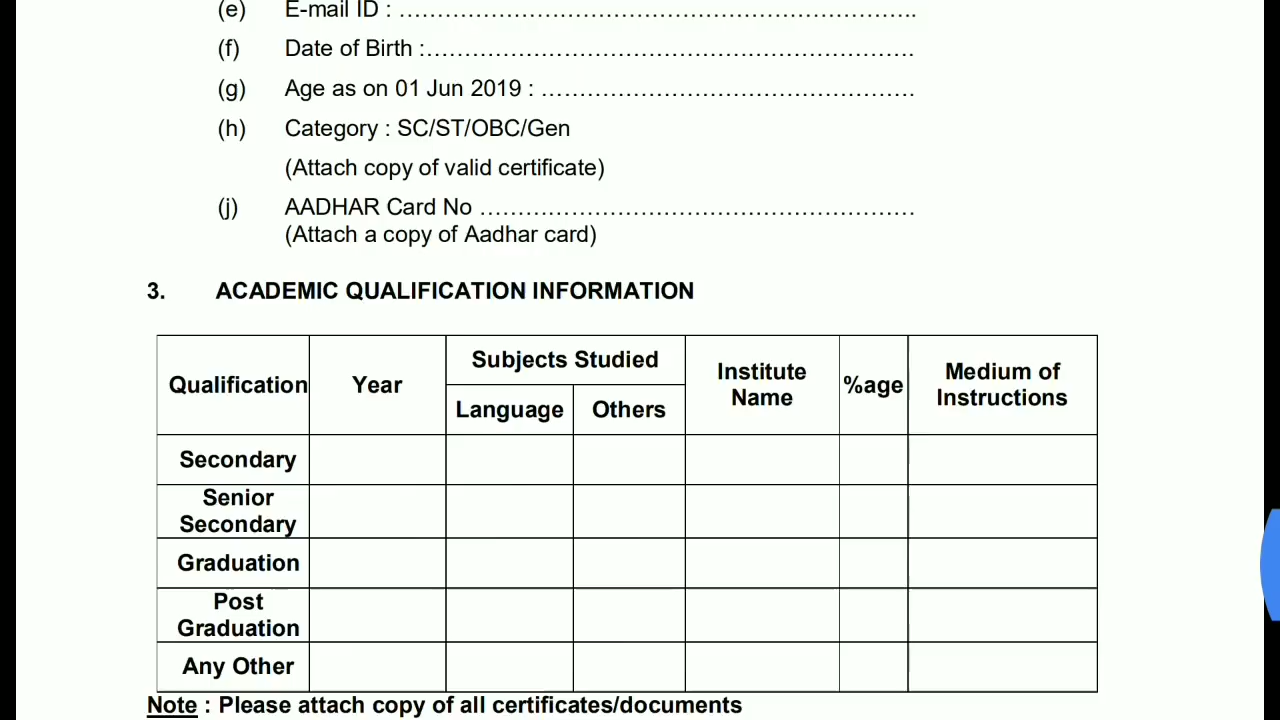 (e) E-mail ID : ……………………………………………………………..
(f) Date of Birth :……………………………………………………….
(g) Age as on 01 Jun 2019 : ………………………………………….
(h) Category : SC/ST/OBC/Gen
(Attach copy of valid certificate)
(j) AADHAR Card No ………………………………………………….
(Attach a copy of Aadhar card)
3. ACADEMIC QUALIFICATION INFORMATION
Qualification Year Subjects Studied Institute Name %age Medium of Instructions
Language Others
Secondary
Senior
Secondary
Graduation
Post
Graduation
Any Other
Note : Please attach copy of all certificates/documents